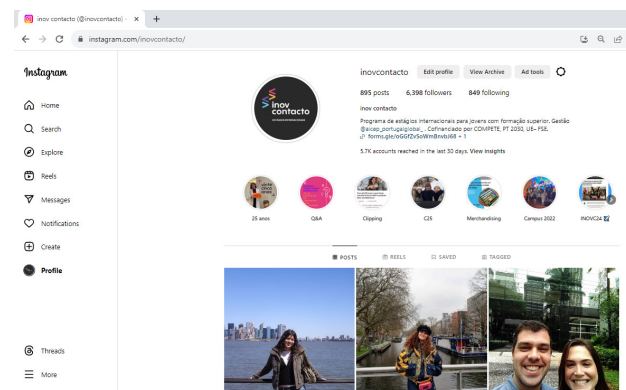 inov contacto (@inovcontacto) ·
instagram.com/inovcontacto/
Instagram
Home
Search
Explore
Reels
Messages
Notifications
Create
Profile
Threads
More
inov
contacto
inovcontacto Edit profile View Archive Ad tools
895 posts 6,398 followers 849 following
inov contacto
Programa de estágios internacionais para jovens com formação superior. Gestão
@aicep_portugalglobal_ . Cofinanciado por COMPETE, PT 2030, UE– FSE.
5.7K accounts reached in the last 30 days. View insights
vinte
cinco
anos
25 anos Q&A Clipping C25 Merchandising Campus 2022 INOVC24
POSTS REELS SAVED TAGGED